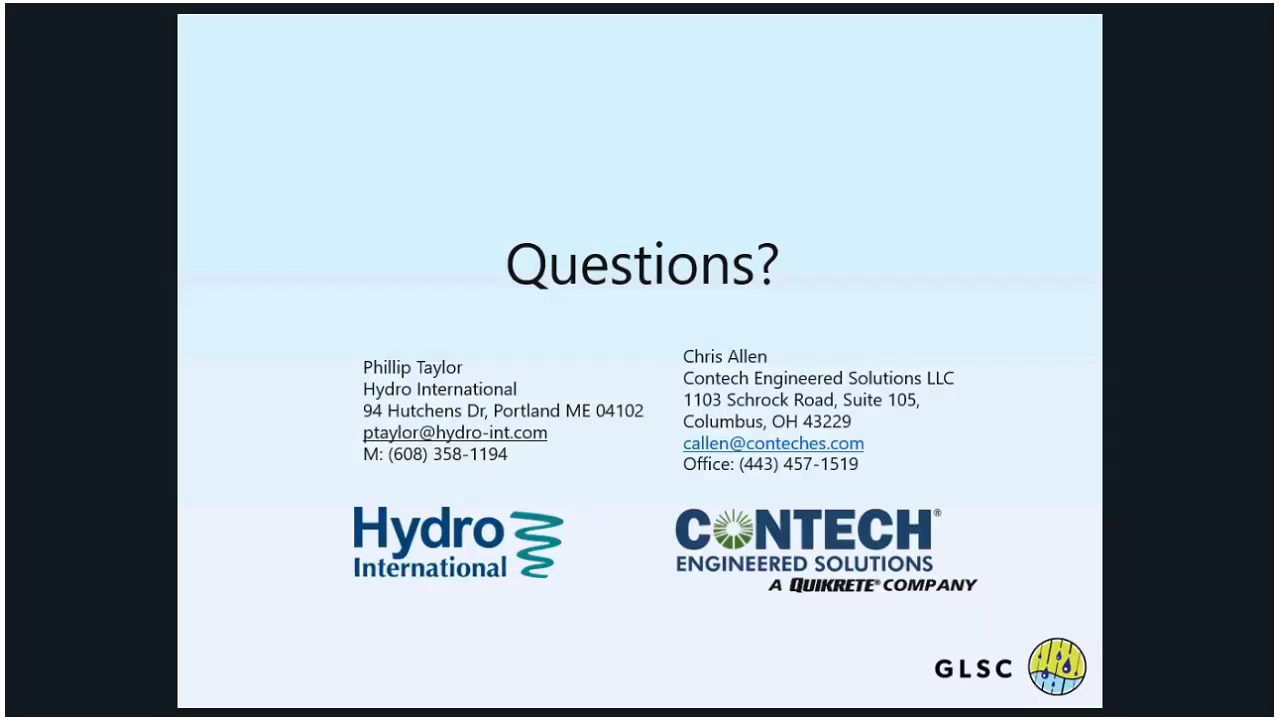 Questions?
Phillip Taylor
Hydro International
94 Hutchens Dr, Portland ME 04102
ptaylor@hydro-int.com
M: (608) 358-1194
Chris Allen
Contech Engineered Solutions LLC
1103 Schrock Road, Suite 105,
Columbus, OH 43229
callen@conteches.com
Office: (443) 457-1519
Hydro
International
CONTECH®
ENGINEERED SOLUTIONS
A QUIKRETE® COMPANY
GLSC